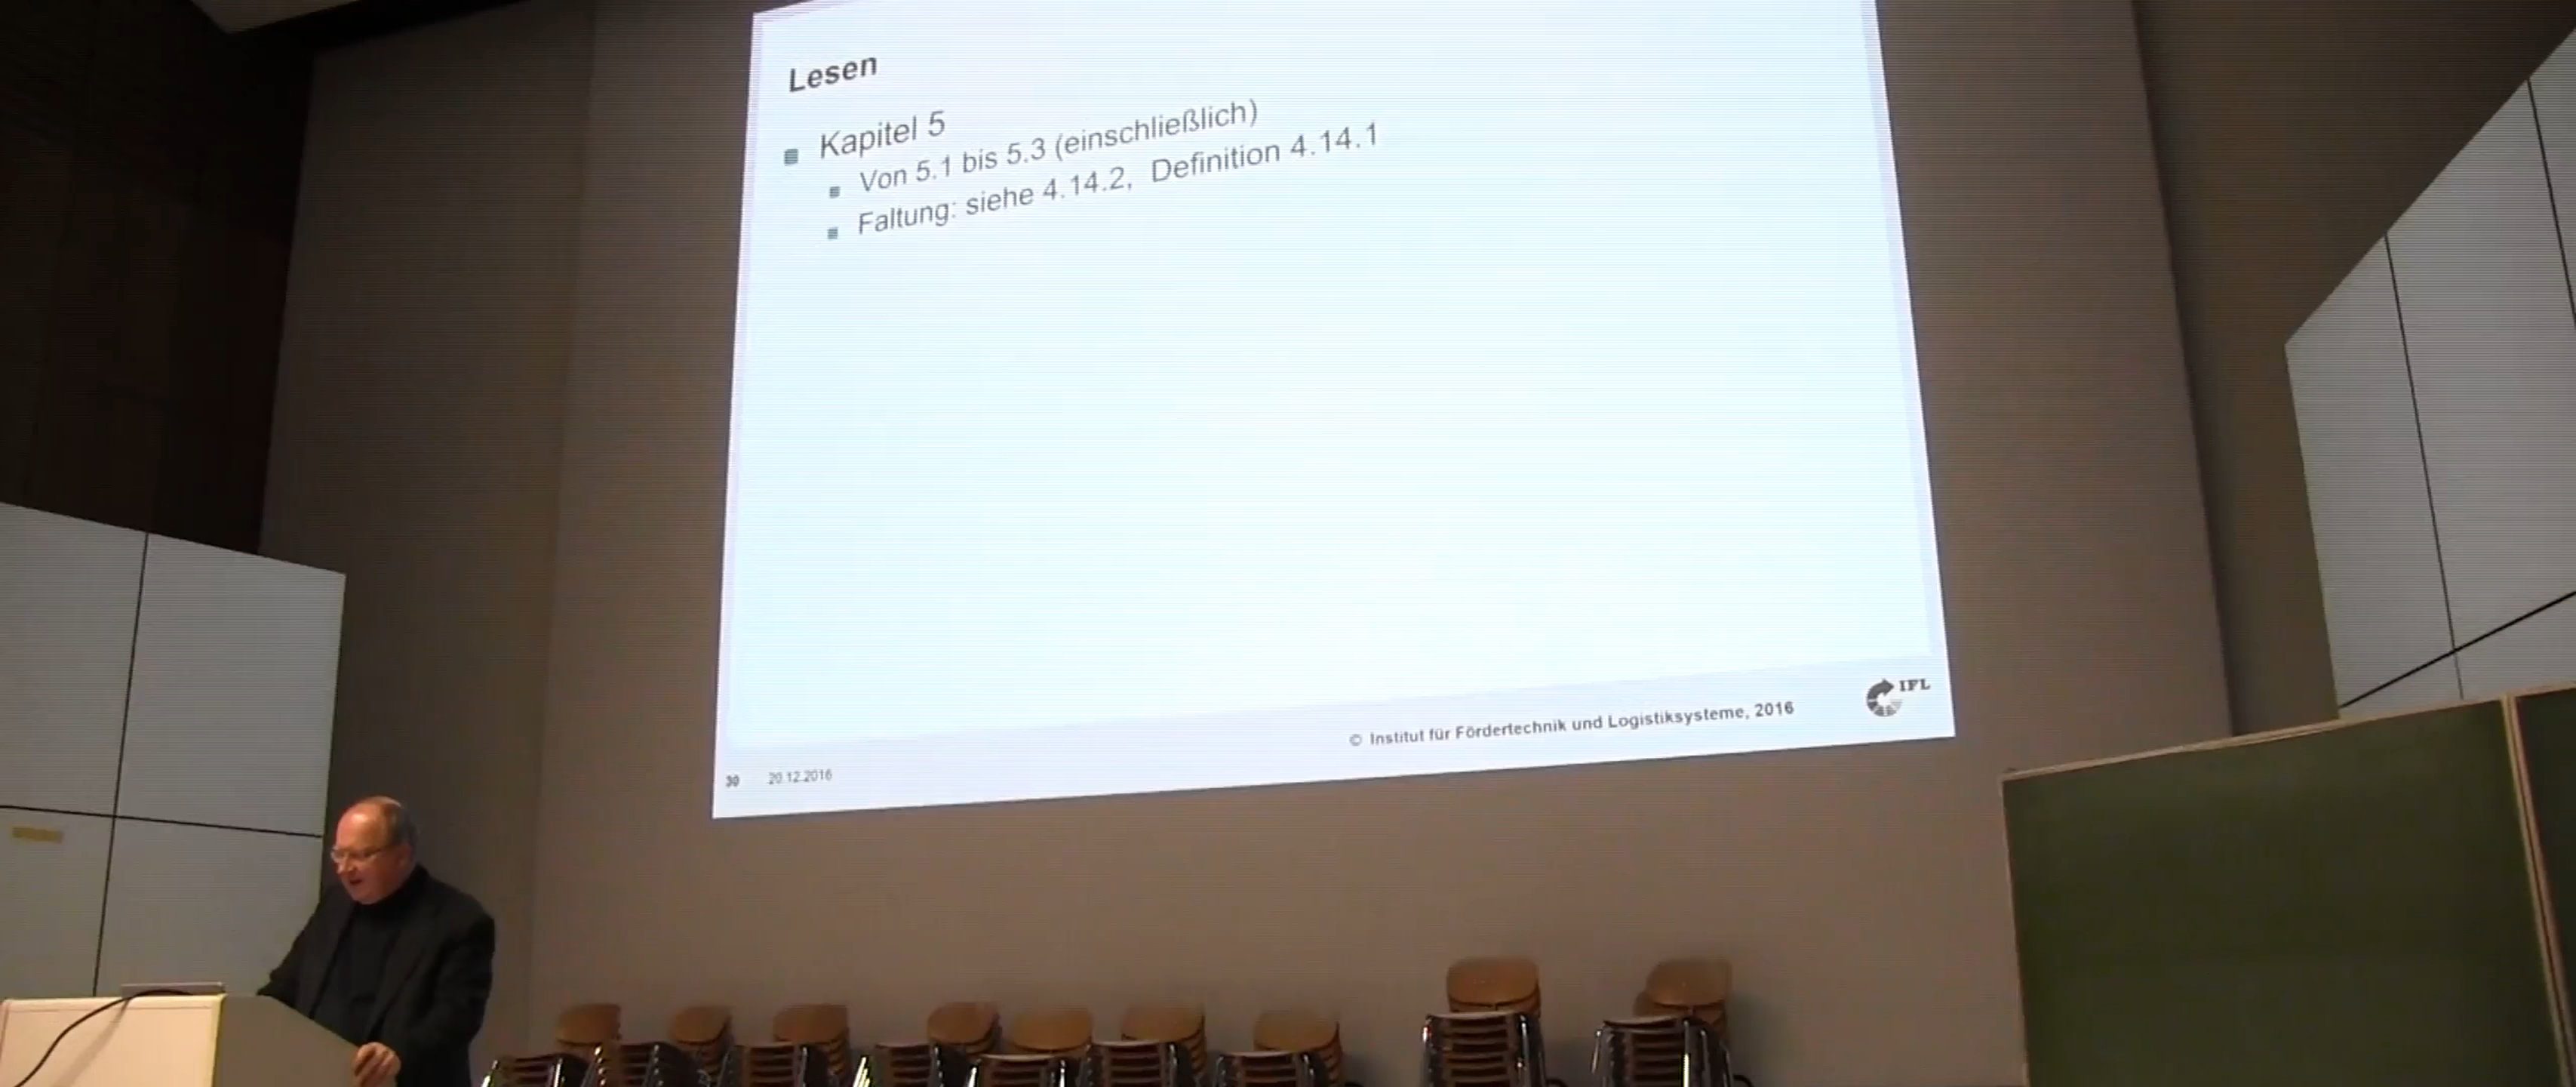 Lesen
Kapitel 5
Von 5.1 bis 5.3 (einschließlich)
Faltung: siehe 4.14.2, Definition 4.14.1
IFL
© Institut für Fördertechnik und Logistiksysteme, 2016
30 20.12.2016